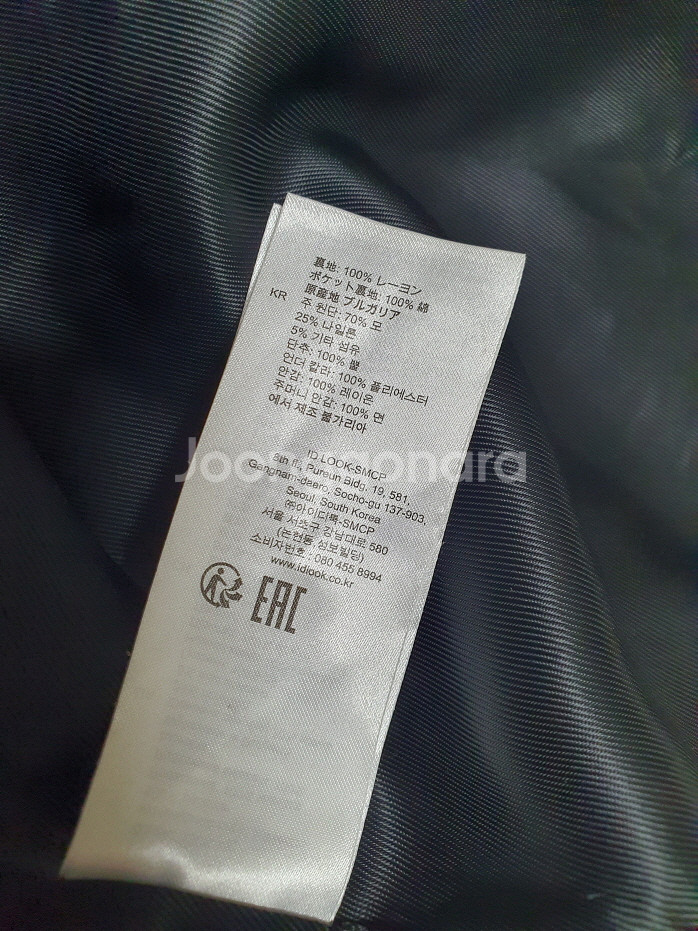 裏地: 100% レーヨン
ポケット裏地: 100% 綿
原産地 ブルガリア
KR
주 원단: 70% 모
25% 나일론
5% 기타 섬유
단추: 100% 뿔
언더 칼라: 100% 폴리에스터
안감: 100% 레이온
주머니 안감: 100% 면
에서 제조 불가리아
Joongonara
ID LOOK-SMCP
6th fl., Pureun Bldg. 19, 581,
Gangnam-daero, Socho-gu 137-903,
Seoul, South Korea
㈜아이디룩-SMCP
서울 서초구 강남대로 580
(논현동 성보빌딩)
소비자번호 : 080 455 8994
www.idlook.co.kr
EAC